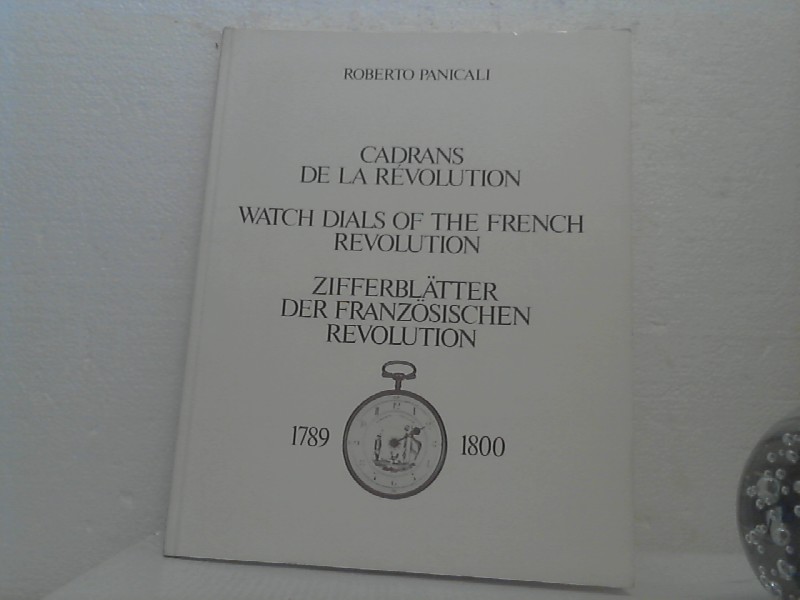 ROBERTO PANICALI
CADRANS
DE LA RÉVOLUTION
WATCH DIALS OF THE FRENCH
REVOLUTION
ZIFFERBLÄTTER
DER FRANZÖSISCHEN
REVOLUTION
1789
1800